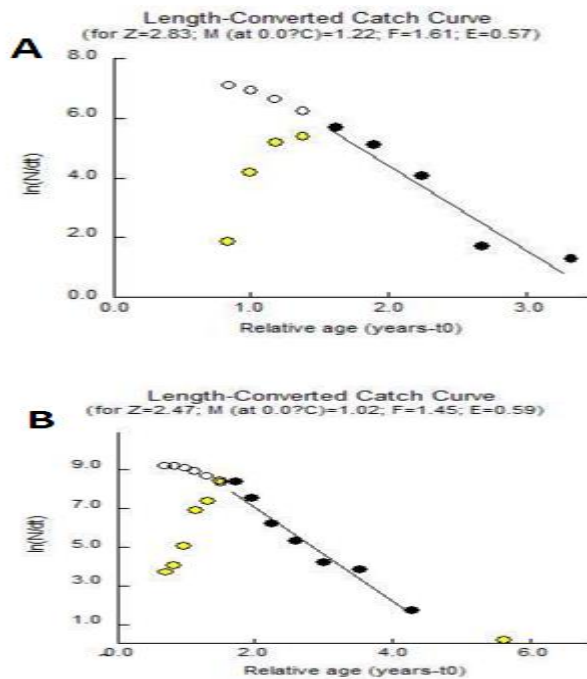 Length-Converted Catch Curve
(for Z=2.83; M (at 0.0?C)=1.22; F=1.61; E=0.57)
A
8.0
6.0
4.0
2.0
0.0
ln(N/dt)
0.0 1.0 2.0 3.0
Relative age (years-t0)
Length-Converted Catch Curve
(for Z=2.47; M (at 0.0?C)=1.02; F=1.45; E=0.59)
B
9.0
7.0
5.0
3.0
1.0
ln(N/dt)
0.0 2.0 4.0 6.0
Relative age (years-t0)